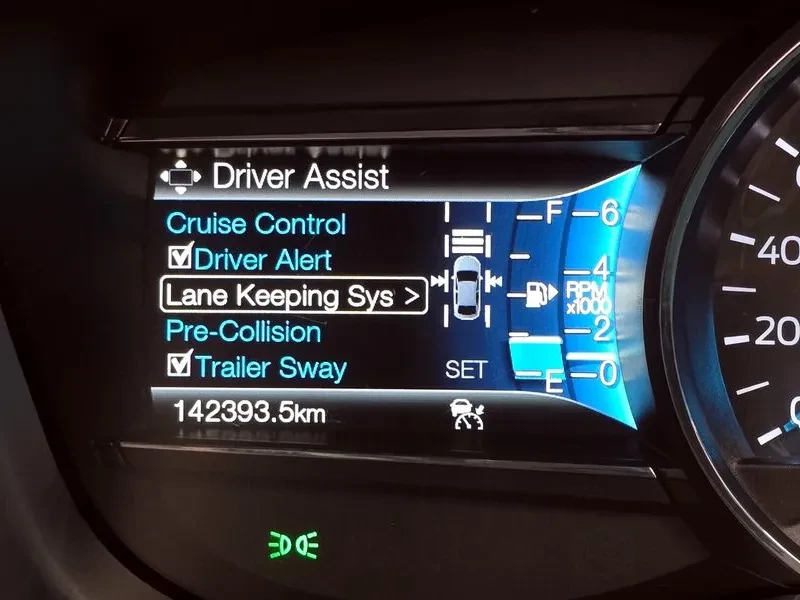 Driver Assist
Cruise Control
Driver Alert
Lane Keeping Sys >
Pre-Collision
Trailer Sway
142393.5km
SET
F
E
6
4
RPM
x1000
2
0
40
20
0